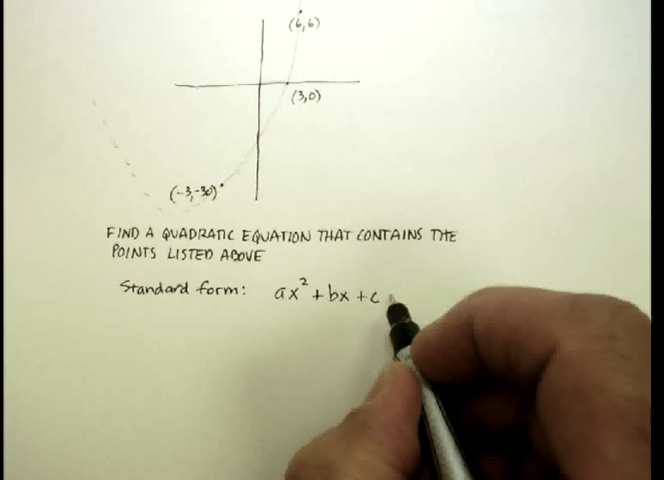 (6,6)
(3,0)
(-3,-30)
FIND A QUADRATIC EQUATION THAT CONTAINS THE
POINTS LISTED ABOVE
Standard form: ax² + bx + c